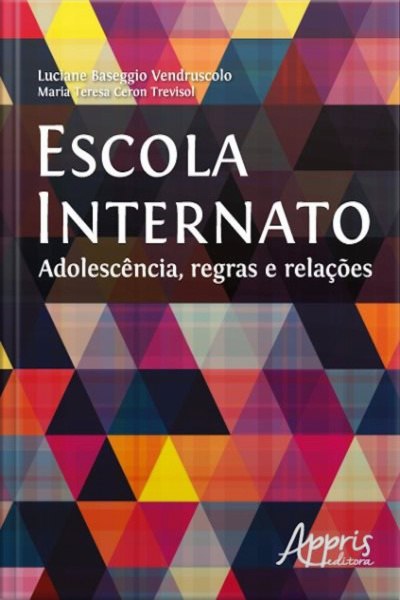 Luciane Baseggio Vendruscolo
Maria Teresa Ceron Trevisol
ESCOLA
INTERNATO
Adolescência, regras e relações
Appris
editora